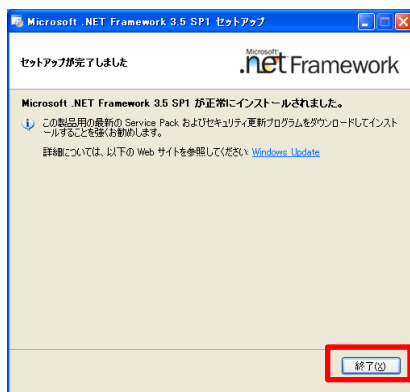 Microsoft .NET Framework 3.5 SP1 セットアップ
セットアップが完了しました
Microsoft
.net Framework
Microsoft .NET Framework 3.5 SP1 が正常にインストールされました。
この製品用の最新の Service Pack およびセキュリティ更新プログラムをダウンロードしてインスト
ールすることを強くお勧めします。
詳細については、以下の Web サイトを参照してください: Windows Update
終了(X)